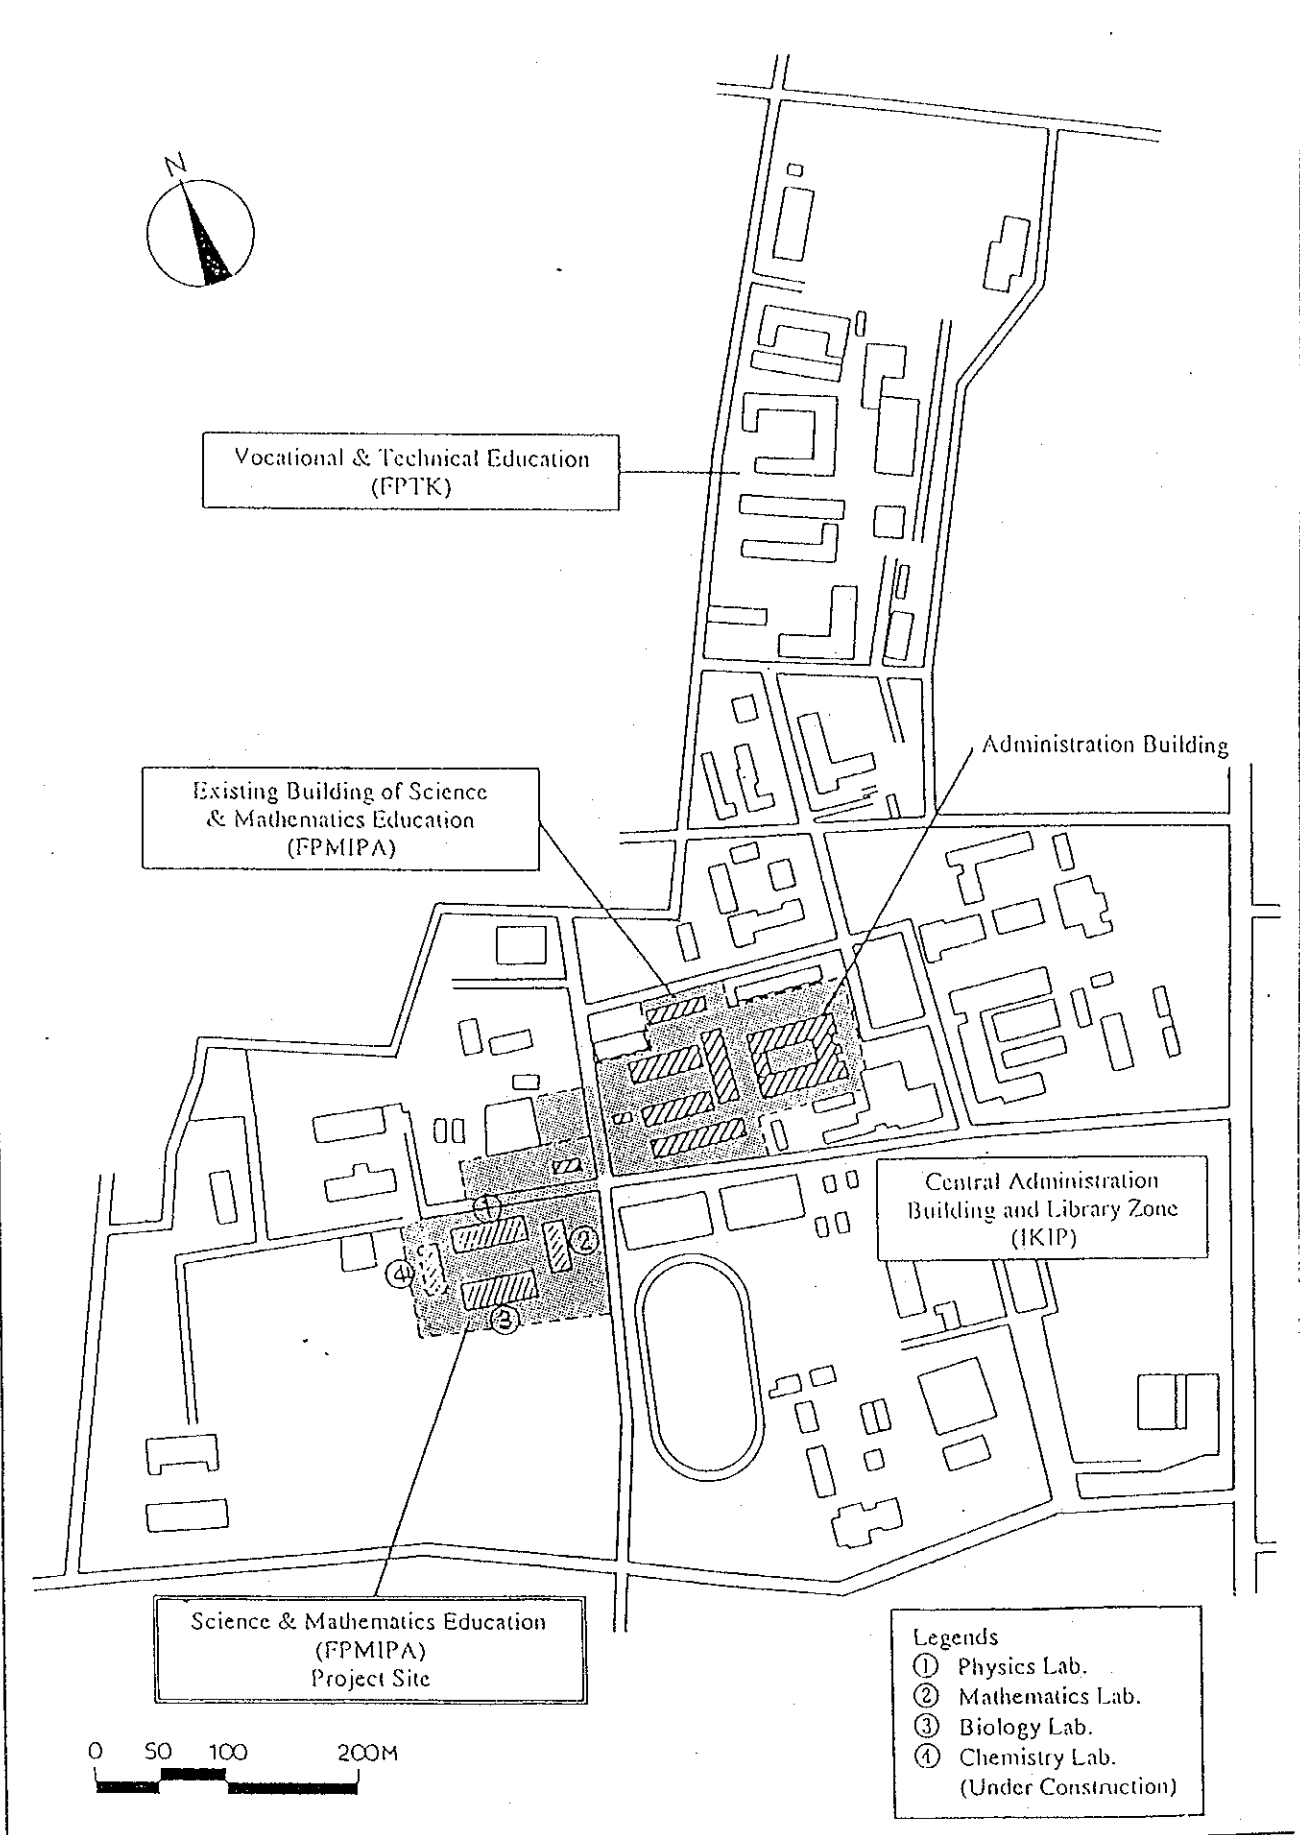 N
Vocational & Technical Education
(FPTK)
Administration Building
Existing Building of Science
& Mathematics Education
(FPMIPA)
Central Administration
Building and Library Zone
(IKIP)
1
2
4
3
Science & Mathematics Education
(FPMIPA)
Project Site
0 50 100 200M
Legends
① Physics Lab.
② Mathematics Lab.
③ Biology Lab.
④ Chemistry Lab.
(Under Construction)